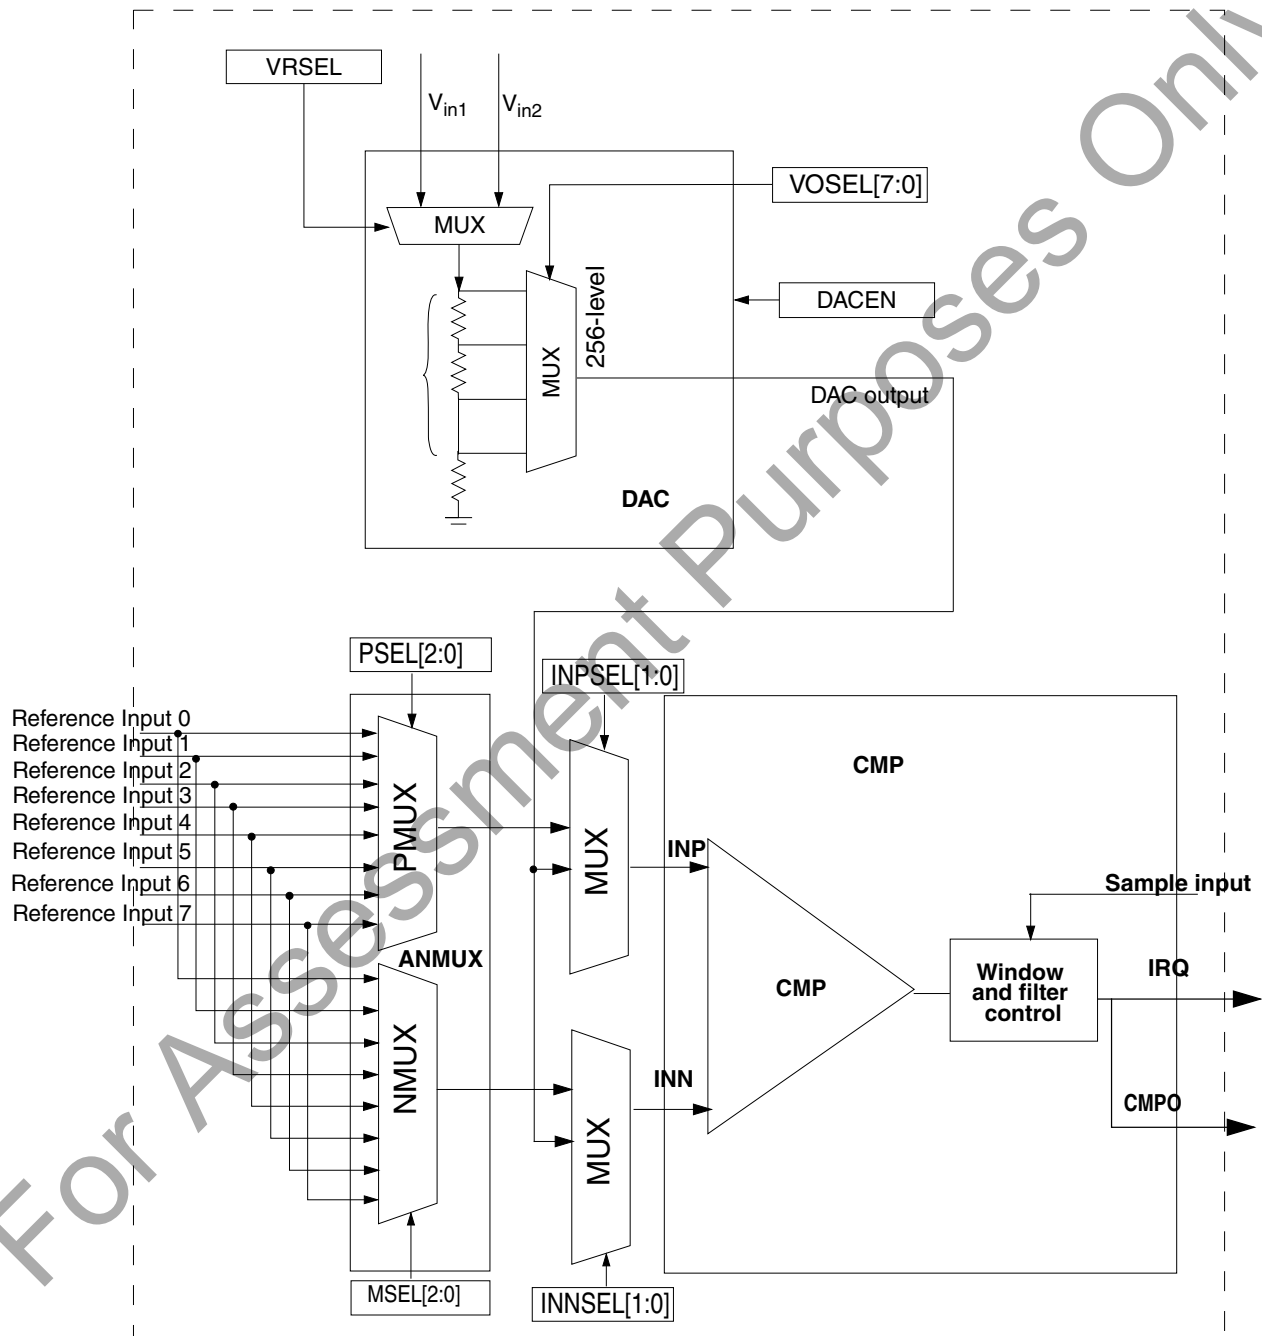 VRSEL
Vin1
Vin2
VOSEL[7:0]
MUX
DACEN
256-level
MUX
DAC output
DAC
PSEL[2:0]
INPSEL[1:0]
Reference Input 0
Reference Input 1
Reference Input 2
Reference Input 3
Reference Input 4
Reference Input 5
Reference Input 6
Reference Input 7
PMUX
MUX
INP
CMP
Sample input
ANMUX
CMP
Window
and filter
control
IRQ
NMUX
MUX
INN
CMPO
MSEL[2:0]
INNSEL[1:0]
For Assessment Purposes Only